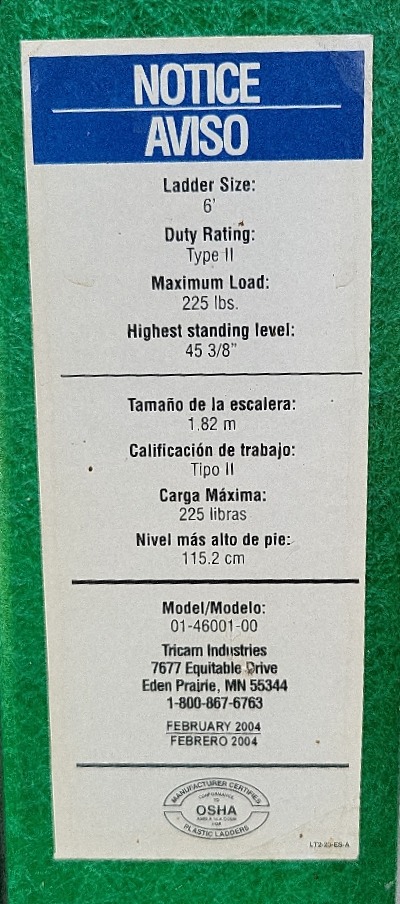 NOTICE
AVISO
Ladder Size:
6'
Duty Rating:
Type II
Maximum Load:
225 lbs.
Highest standing level:
45 3/8"
Tamaño de la escalera:
1.82 m
Calificación de trabajo:
Tipo II
Carga Máxima:
225 libras
Nivel más alto de pie:
115.2 cm
Model/Modelo:
01-46001-00
Tricam Industries
7677 Equitable Drive
Eden Prairie, MN 55344
1-800-867-6763
FEBRUARY 2004
FEBRERO 2004
MANUFACTURER CERTIFIES
CONFORMANCE
TO
OSHA
FOR
PLASTIC LADDERS